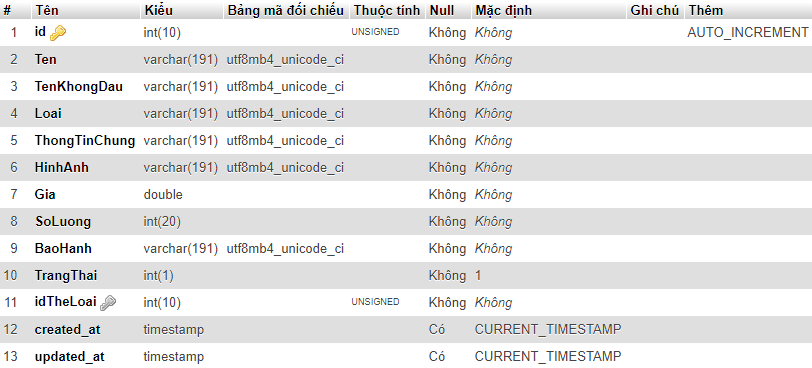 # Tên Kiểu Bảng mã đối chiếu Thuộc tính Null Mặc định Ghi chú Thêm
1 id int(10) UNSIGNED Không Không AUTO_INCREMENT
2 Ten varchar(191) utf8mb4_unicode_ci Không Không
3 TenKhongDau varchar(191) utf8mb4_unicode_ci Không Không
4 Loai varchar(191) utf8mb4_unicode_ci Không Không
5 ThongTinChung varchar(191) utf8mb4_unicode_ci Không Không
6 HinhAnh varchar(191) utf8mb4_unicode_ci Không Không
7 Gia double Không Không
8 SoLuong int(20) Không Không
9 BaoHanh varchar(191) utf8mb4_unicode_ci Không Không
10 TrangThai int(1) Không 1
11 idTheLoai int(10) UNSIGNED Không Không
12 created_at timestamp Có CURRENT_TIMESTAMP
13 updated_at timestamp Có CURRENT_TIMESTAMP